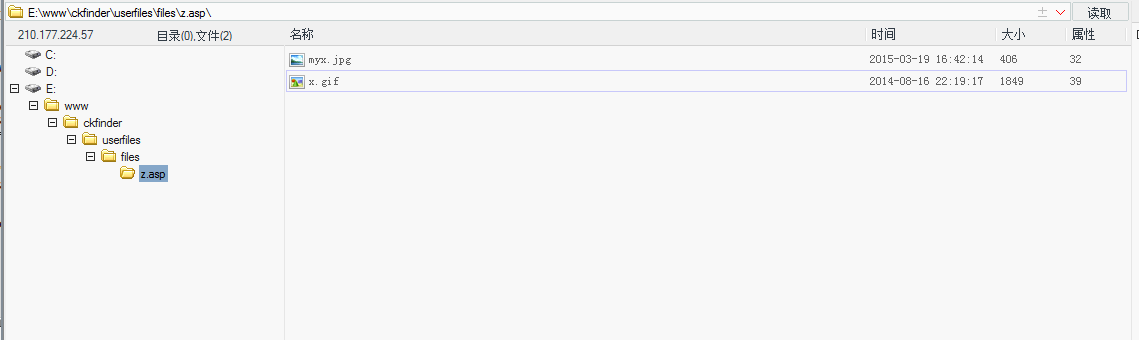 E:\www\ckfinder\userfiles\files\z.asp\ 读取
210.177.224.57 目录(0),文件(2) 名称 时间 大小 属性
C: myx.jpg 2015-03-19 16:42:14 406 32
D: x.gif 2014-08-16 22:19:17 1849 39
E:
www
ckfinder
userfiles
files
z.asp